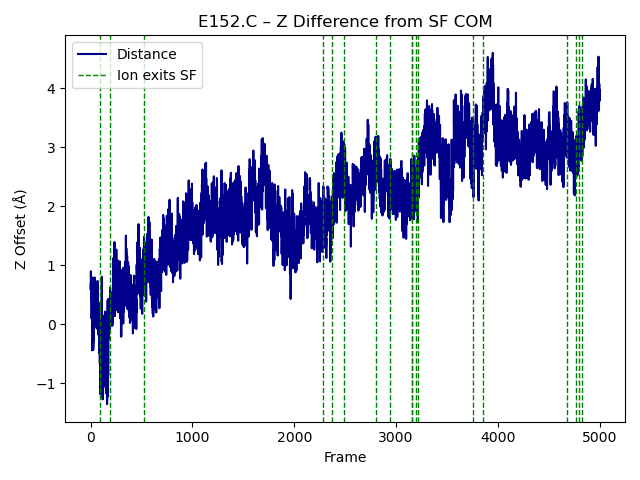 E152.C – Z Difference from SF COM
Distance
Ion exits SF
Z Offset (Å)
4
3
2
1
0
−1
0 1000 2000 3000 4000 5000
Frame